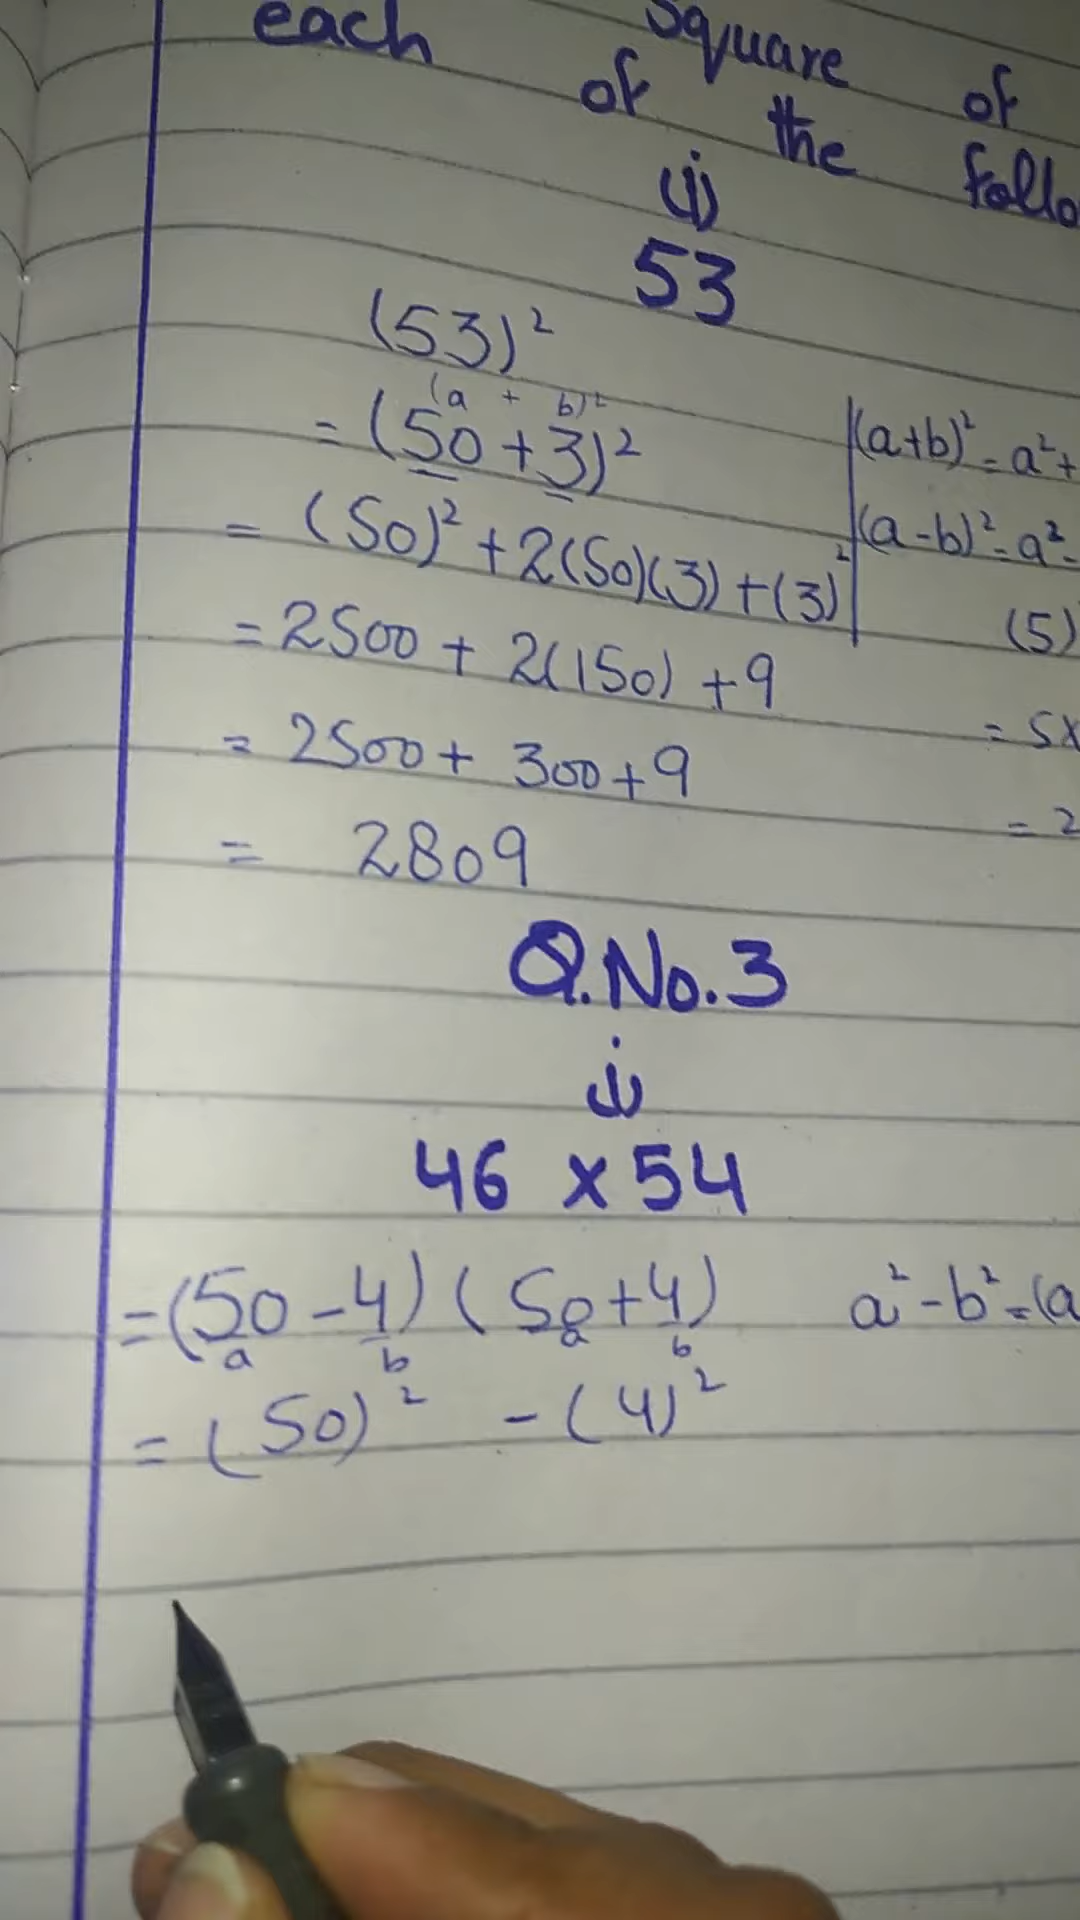 each square of
of the follo
(i)
53
(53)²
(a + b)²
= (50+3)²
(a+b)² = a²+
= (50)² + 2(50)(3) + (3)²
(a-b)² = a²-
(5)
= 2500 + 2(150) + 9
= 5x
= 2500 + 300 + 9
= 2
= 2809
Q.No.3
(i)
46 x 54
= (50 - 4) ( 50 + 4) a² - b² = (a
a b a b
= (50)² - (4)²